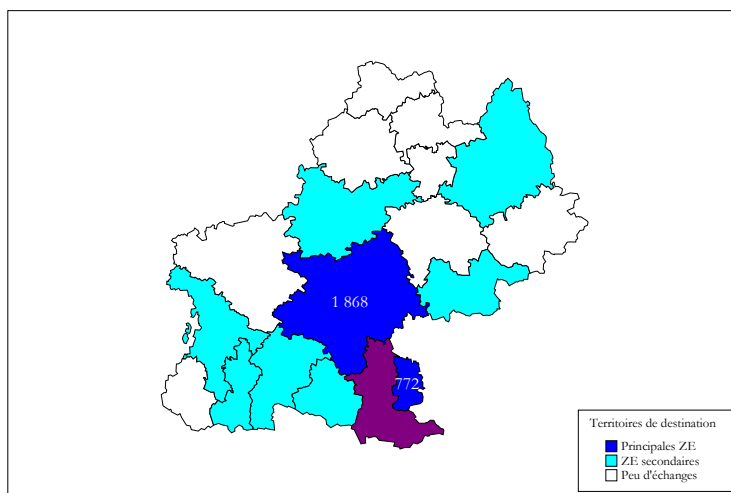 1 868
772
Territoires de destination
Principales ZE
ZE secondaires
Peu d'échanges